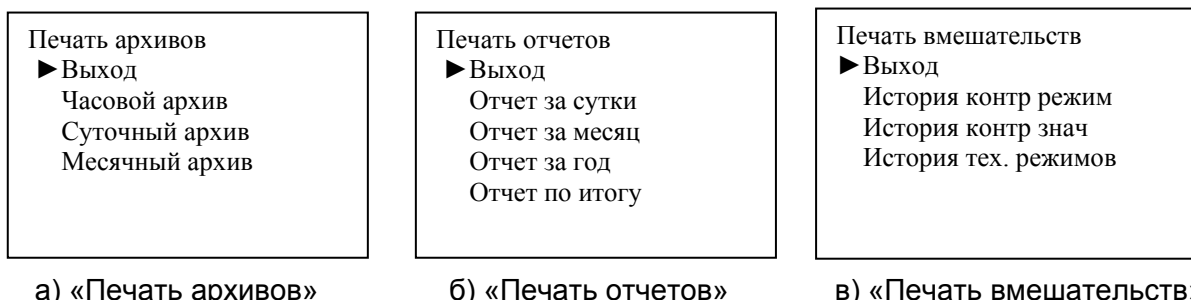 Печать архивов
►Выход
Часовой архив
Суточный архив
Месячный архив
а) «Печать архивов»
Печать отчетов
►Выход
Отчет за сутки
Отчет за месяц
Отчет за год
Отчет по итогу
б) «Печать отчетов»
Печать вмешательств
►Выход
История контр режим
История контр знач
История тех. режимов
в) «Печать вмешательств»